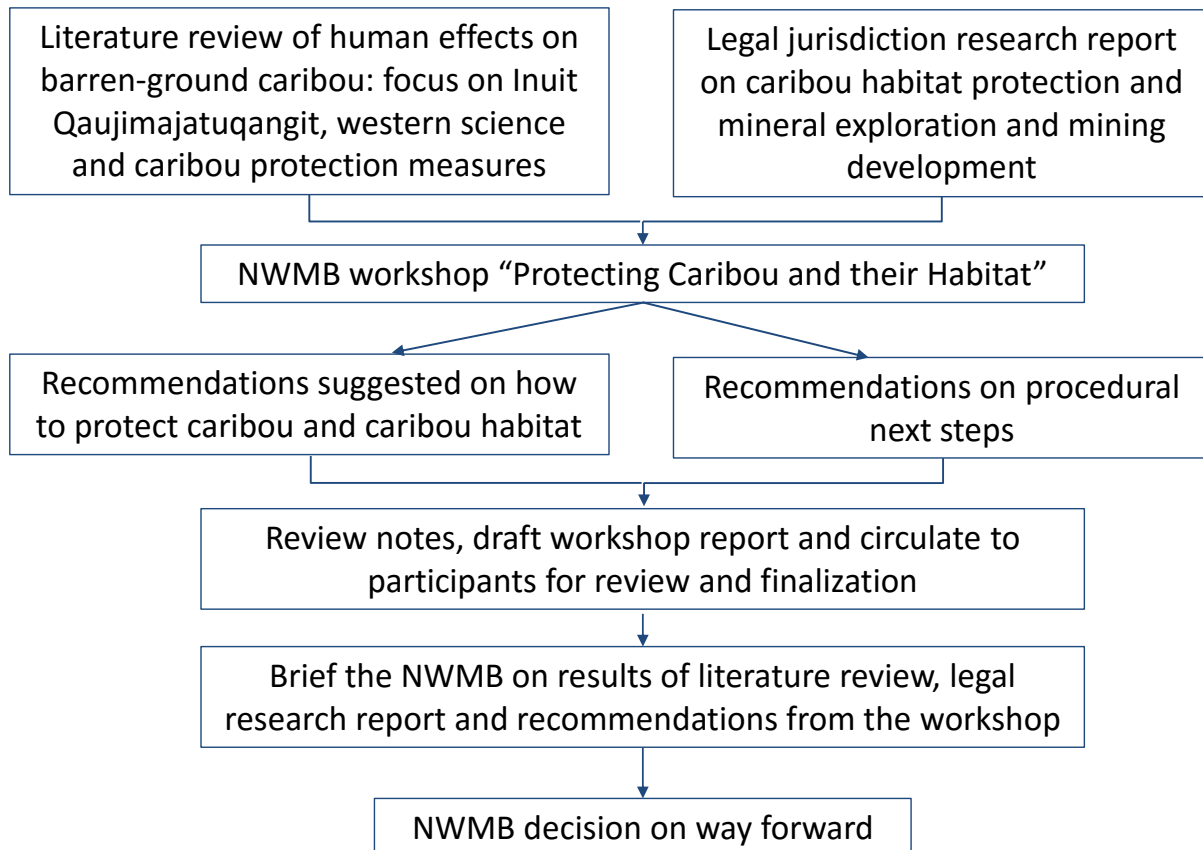 Literature review of human effects on
barren-ground caribou: focus on Inuit
Qaujimajatuqangit, western science
and caribou protection measures
Legal jurisdiction research report
on caribou habitat protection and
mineral exploration and mining
development
NWMB workshop “Protecting Caribou and their Habitat”
Recommendations suggested on how
to protect caribou and caribou habitat
Recommendations on procedural
next steps
Review notes, draft workshop report and circulate to
participants for review and finalization
Brief the NWMB on results of literature review, legal
research report and recommendations from the workshop
NWMB decision on way forward